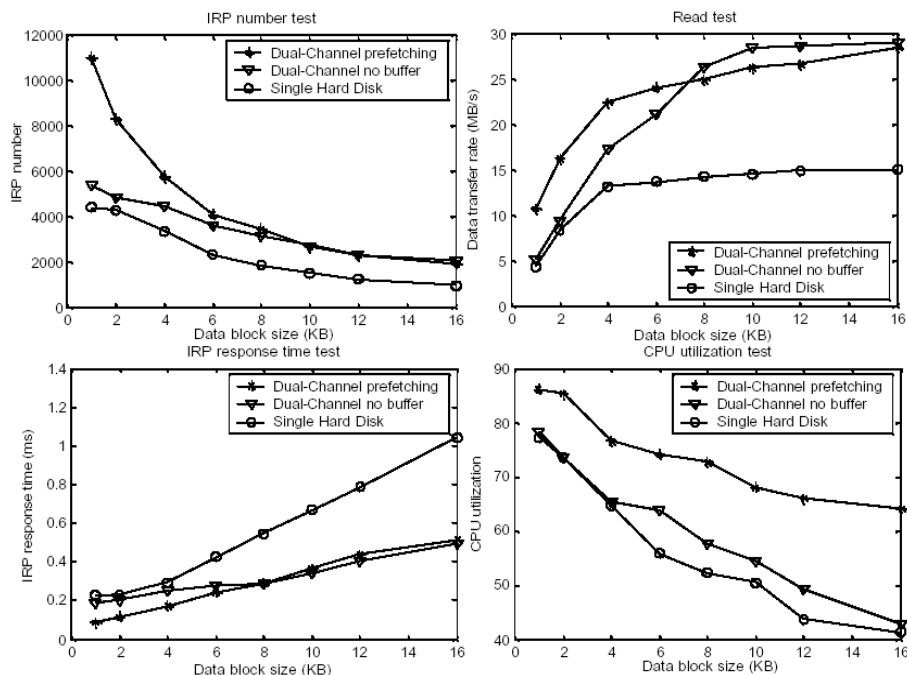 IRP number test
12000
10000
8000
6000
4000
2000
0
IRP number
Dual-Channel prefetching
Dual-Channel no buffer
Single Hard Disk
0 2 4 6 8 10 12 14 16
Data block size (KB)
Read test
35
30
25
20
15
10
5
0
Data transfer rate (MB/s)
Dual-Channel prefetching
Dual-Channel no buffer
Single Hard Disk
0 2 4 6 8 10 12 14 16
Data block size (KB)
IRP response time test
1.4
1.2
1
0.8
0.6
0.4
0.2
0
IRP response time (ms)
Dual-Channel prefetching
Dual-Channel no buffer
Single Hard Disk
0 2 4 6 8 10 12 14 16
Data block size (KB)
CPU utilization test
90
80
70
60
50
40
CPU utilization
Dual-Channel prefetching
Dual-Channel no buffer
Single Hard Disk
0 2 4 6 8 10 12 14 16
Data block size (KB)